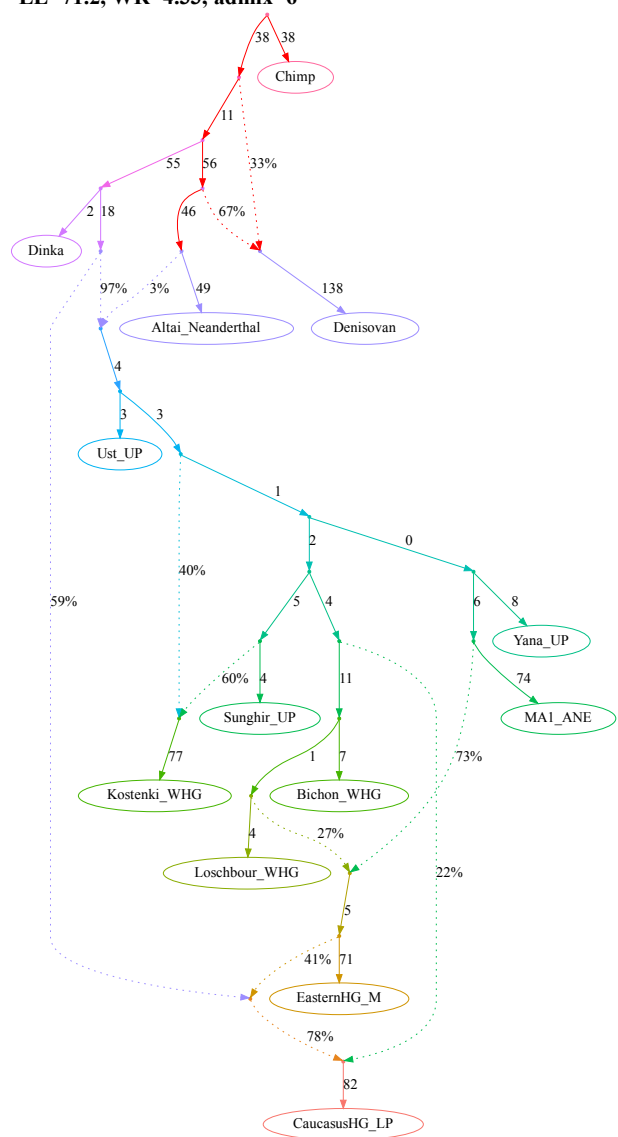 38 38
Chimp
11
55 56 33%
2 18 46 67%
Dinka
97% 3% 49 138
Altai_Neanderthal Denisovan
4
3 3
Ust_UP
1
2 0
59% 40% 5 4 6 8
Yana_UP
60% 4 11 74
Sunghir_UP MA1_ANE
77 1 7 73%
Kostenki_WHG Bichon_WHG
4 27%
Loschbour_WHG 22%
5
41% 71
EasternHG_M
78%
82
CaucasusHG_LP